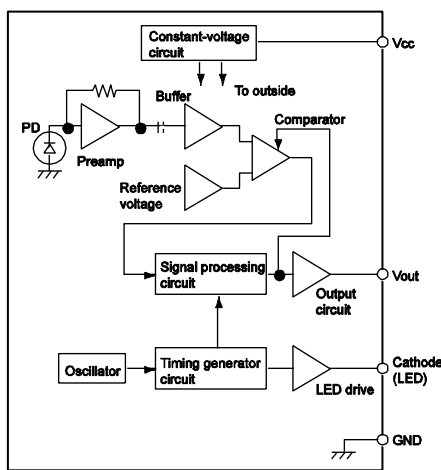 Constant-voltage
circuit
Vcc
To outside
Buffer
Comparator
PD
Preamp
Reference
voltage
Signal processing
circuit
Vout
Output
circuit
Oscillator
Timing generator
circuit
LED drive
Cathode
(LED)
GND